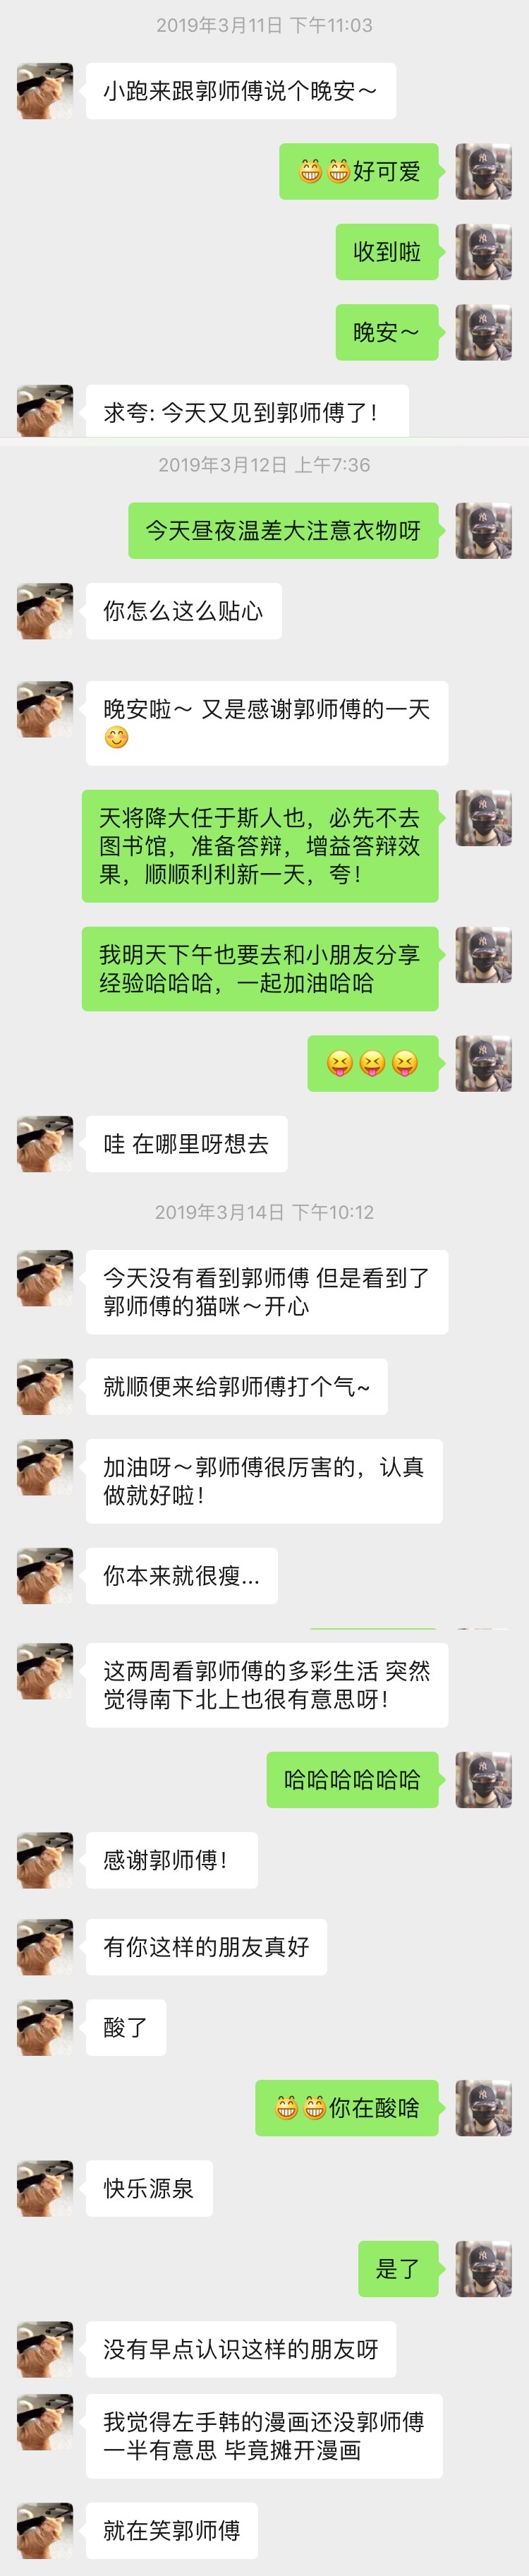 2019年3月11日 下午11:03
小跑来跟郭师傅说个晚安～
😁😁好可爱
收到啦
晚安～
求夸: 今天又见到郭师傅了！
2019年3月12日 上午7:36
今天昼夜温差大注意衣物呀
你怎么这么贴心
晚安啦～ 又是感谢郭师傅的一天
😊
天将降大任于斯人也，必先不去
图书馆，准备答辩，增益答辩效
果，顺顺利利新一天，夸！
我明天下午也要去和小朋友分享
经验哈哈哈，一起加油哈哈
😝😝😝
哇 在哪里呀想去
2019年3月14日 下午10:12
今天没有看到郭师傅 但是看到了
郭师傅的猫咪～开心
就顺便来给郭师傅打个气~
加油呀～郭师傅很厉害的，认真
做就好啦！
你本来就很瘦...
这两周看郭师傅的多彩生活 突然
觉得南下北上也很有意思呀！
哈哈哈哈哈哈
感谢郭师傅！
有你这样的朋友真好
酸了
😁😁你在酸啥
快乐源泉
是了
没有早点认识这样的朋友呀
我觉得左手韩的漫画还没郭师傅
一半有意思 毕竟摊开漫画
就在笑郭师傅